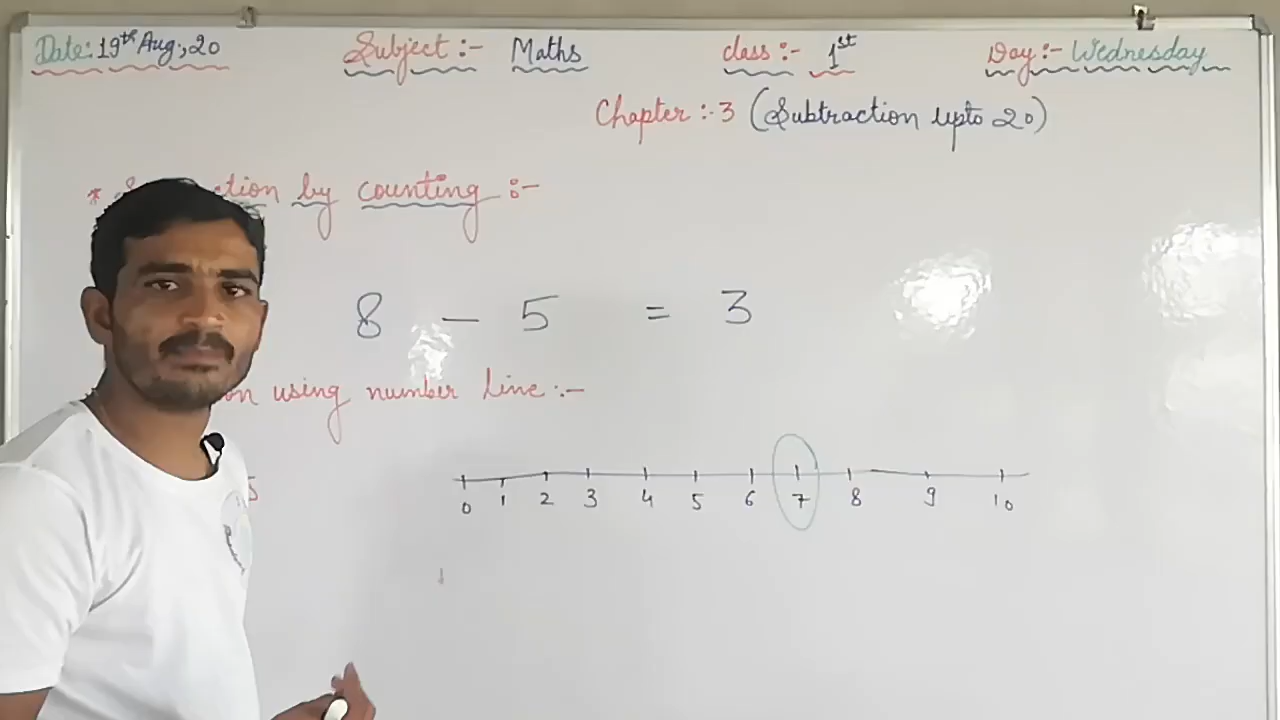 Date: 19th Aug., 20 Subject :- Maths class :- 1st Day :- Wednesday
Chapter :- 3 (Subtraction upto 20)
* by counting :-
8 - 5 = 3
using number line :-
5
0 1 2 3 4 5 6 7 8 9 10